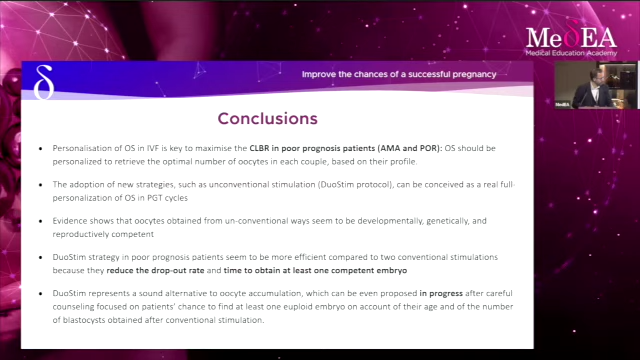 MeδEA
Medical Education Academy
δ
Improve the chances of a successful pregnancy
MeδEA
Conclusions
• Personalisation of OS in IVF is key to maximise the CLBR in poor prognosis patients (AMA and POR): OS should be
personalized to retrieve the optimal number of oocytes in each couple, based on their profile.
• The adoption of new strategies, such as unconventional stimulation (DuoStim protocol), can be conceived as a real full-
personalization of OS in PGT cycles
• Evidence shows that oocytes obtained from un-conventional ways seem to be developmentally, genetically, and
reproductively competent
• DuoStim strategy in poor prognosis patients seem to be more efficient compared to two conventional stimulations
because they reduce the drop-out rate and time to obtain at least one competent embryo
• DuoStim represents a sound alternative to oocyte accumulation, which can be even proposed in progress after careful
counseling focused on patients' chance to find at least one euploid embryo on account of their age and of the number
of blastocysts obtained after conventional stimulation.